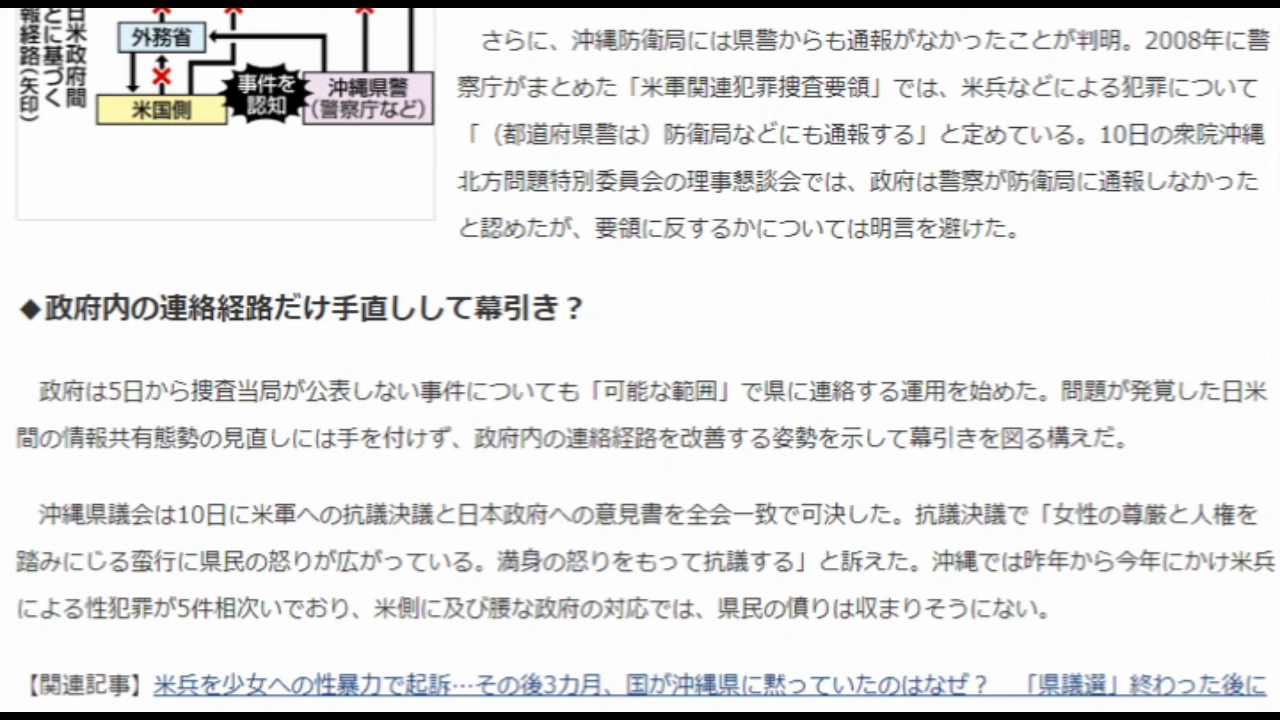 日米政府間
とに基づく
報経路(矢印)
外務省
米国側
事件を
認知
沖縄県警
(警察庁など)
さらに、沖縄防衛局には県警からも通報がなかったことが判明。2008年に警
察庁がまとめた「米軍関連犯罪捜査要領」では、米兵などによる犯罪について
「（都道府県警は）防衛局などにも通報する」と定めている。10日の衆院沖縄
北方問題特別委員会の理事懇談会では、政府は警察が防衛局に通報しなかった
と認めたが、要領に反するかについては明言を避けた。
◆政府内の連絡経路だけ手直しして幕引き？
政府は5日から捜査当局が公表しない事件についても「可能な範囲」で県に連絡する運用を始めた。問題が発覚した日米
間の情報共有態勢の見直しには手を付けず、政府内の連絡経路を改善する姿勢を示して幕引きを図る構えだ。
沖縄県議会は10日に米軍への抗議決議と日本政府への意見書を全会一致で可決した。抗議決議で「女性の尊厳と人権を
踏みにじる蛮行に県民の怒りが広がっている。満身の怒りをもって抗議する」と訴えた。沖縄では昨年から今年にかけ米兵
による性犯罪が5件相次いでおり、米側に及び腰な政府の対応では、県民の憤りは収まりそうにない。
【関連記事】米兵を少女への性暴力で起訴…その後3カ月、国が沖縄県に黙っていたのはなぜ？　「県議選」終わった後に